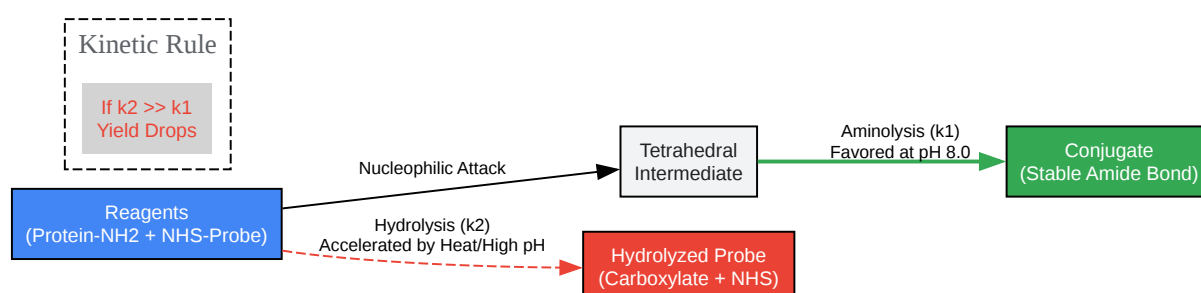 Kinetic Rule
If k2 >> k1
Yield Drops
Reagents
(Protein-NH2 + NHS-Probe)
Nucleophilic Attack
Hydrolysis (k2)
Accelerated by Heat/High pH
Tetrahedral
Intermediate
Hydrolyzed Probe
(Carboxylate + NHS)
Aminolysis (k1)
Favored at pH 8.0
Conjugate
(Stable Amide Bond)